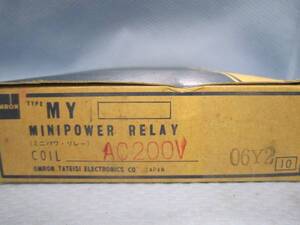 OMRON
TYPE MY
MINIPOWER RELAY
(ミニパワ・リレー)
COIL AC200V 06Y2 10
OMRON TATEISI ELECTRONICS CO. JAPAN